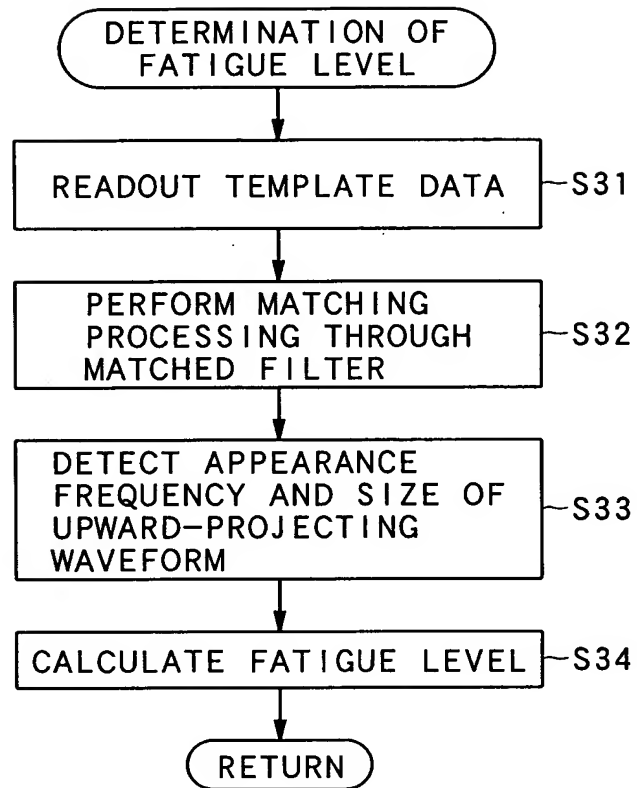 DETERMINATION OF
FATIGUE LEVEL
READOUT TEMPLATE DATA
S31
PERFORM MATCHING
PROCESSING THROUGH
MATCHED FILTER
S32
DETECT APPEARANCE
FREQUENCY AND SIZE OF
UPWARD-PROJECTING
WAVEFORM
S33
CALCULATE FATIGUE LEVEL
S34
RETURN